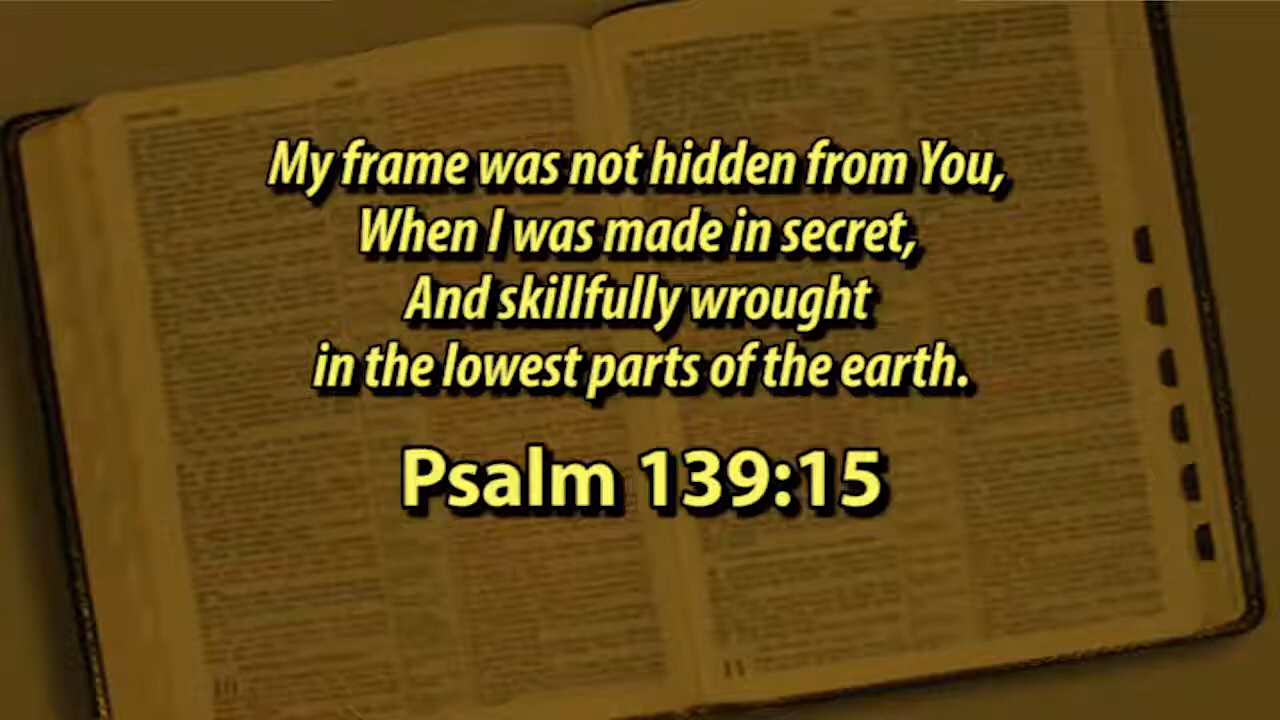 My frame was not hidden from You,
When I was made in secret,
And skillfully wrought
in the lowest parts of the earth.
Psalm 139:15